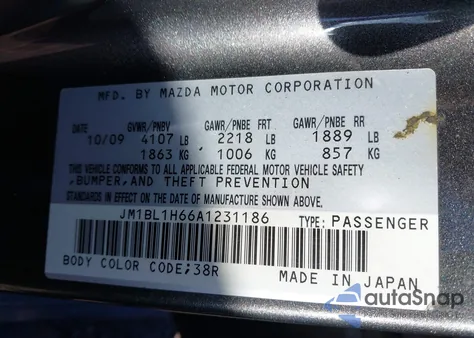 MFD. BY MAZDA MOTOR CORPORATION
GVWR/PNBV GAWR/PNBE FRT GAWR/PNBE RR
10/09 4107 LB 2218 LB 1889 LB
1863 KG 1006 KG 857 KG
THIS VEHICLE CONFORMS TO ALL APPLICABLE FEDERAL MOTOR VEHICLE SAFETY
,BUMPER,AND THEFT PREVENTION
STANDARDS IN EFFECT ON THE DATE OF MANUFACTURE SHOWN ABOVE.
JM1BL1H66A1231186 TYPE: PASSENGER
BODY COLOR CODE;38R
MADE IN JAPAN
autoSnap